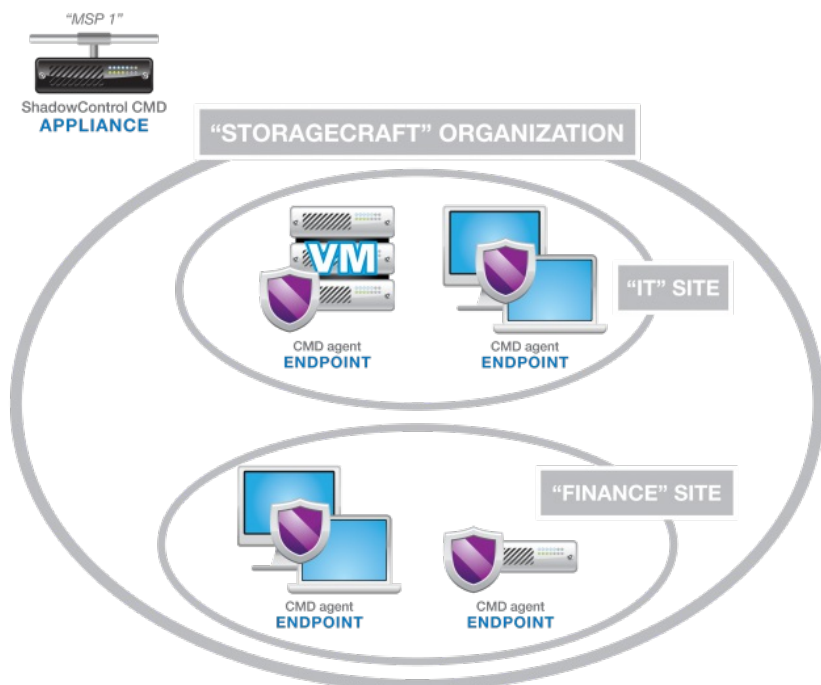 “MSP 1”
ShadowControl CMD
APPLIANCE
“STORAGECRAFT” ORGANIZATION
VM
“IT” SITE
CMD agent
ENDPOINT
CMD agent
ENDPOINT
“FINANCE” SITE
CMD agent
ENDPOINT
CMD agent
ENDPOINT